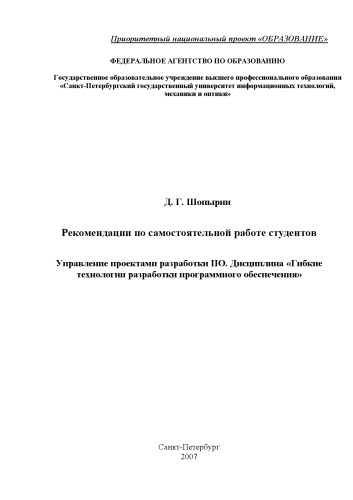 Приоритетный национальный проект «ОБРАЗОВАНИЕ»
ФЕДЕРАЛЬНОЕ АГЕНТСТВО ПО ОБРАЗОВАНИЮ
Государственное образовательное учреждение высшего профессионального образования
«Санкт-Петербургский государственный университет информационных технологий,
механики и оптики»
Д. Г. Шопырин
Рекомендации по самостоятельной работе студентов
Управление проектами разработки ПО. Дисциплина «Гибкие
технологии разработки программного обеспечения»
Санкт-Петербург
2007